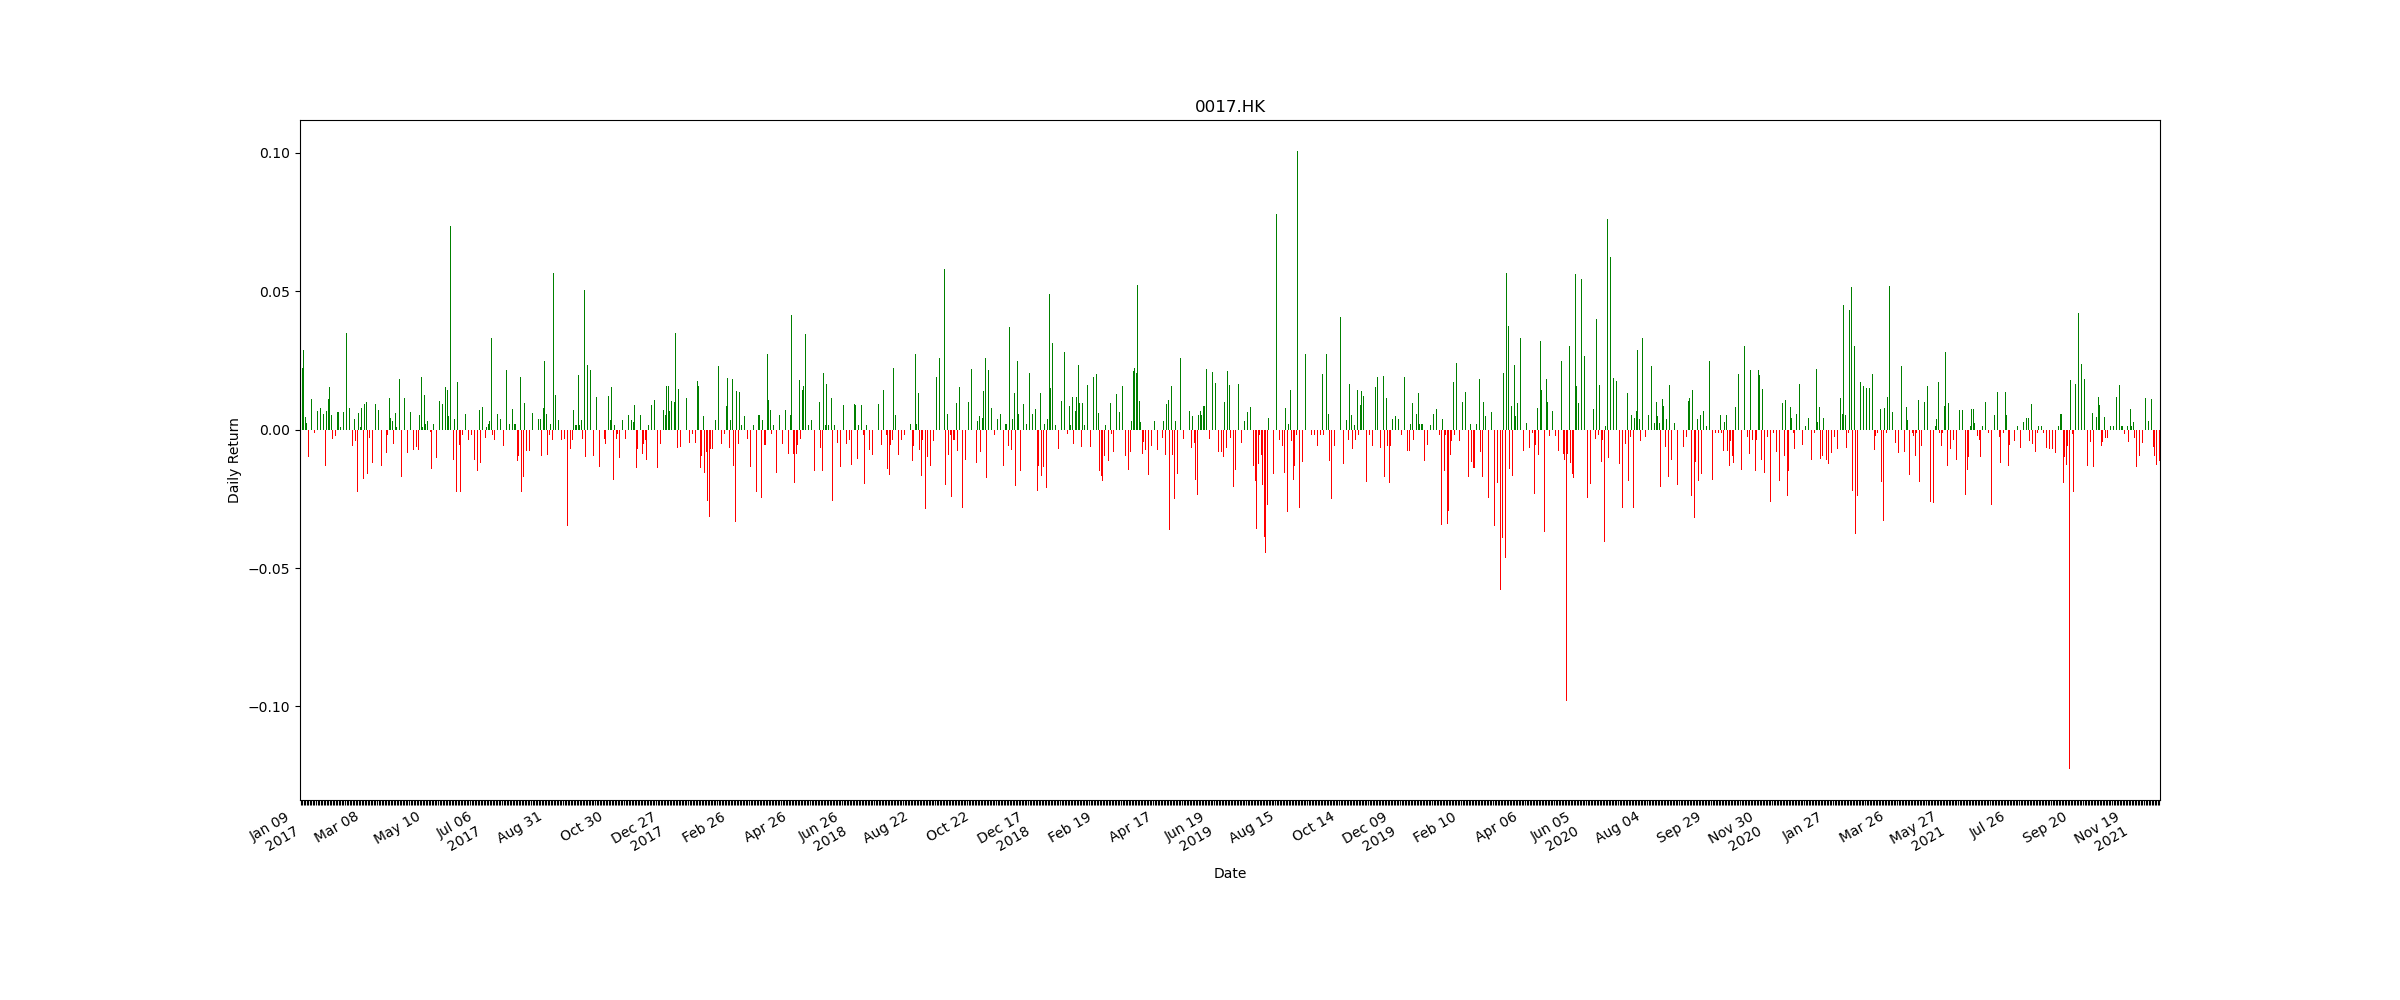 0017.HK
0.10
0.05
0.00
−0.05
−0.10
Daily Return
Jan 09
2017
Mar 08
May 10
Jul 06
2017
Aug 31
Oct 30
Dec 27
2017
Feb 26
Apr 26
Jun 26
2018
Aug 22
Oct 22
Dec 17
2018
Feb 19
Apr 17
Jun 19
2019
Aug 15
Oct 14
Dec 09
2019
Feb 10
Apr 06
Jun 05
2020
Aug 04
Sep 29
Nov 30
2020
Jan 27
Mar 26
May 27
2021
Jul 26
Sep 20
Nov 19
2021
Date